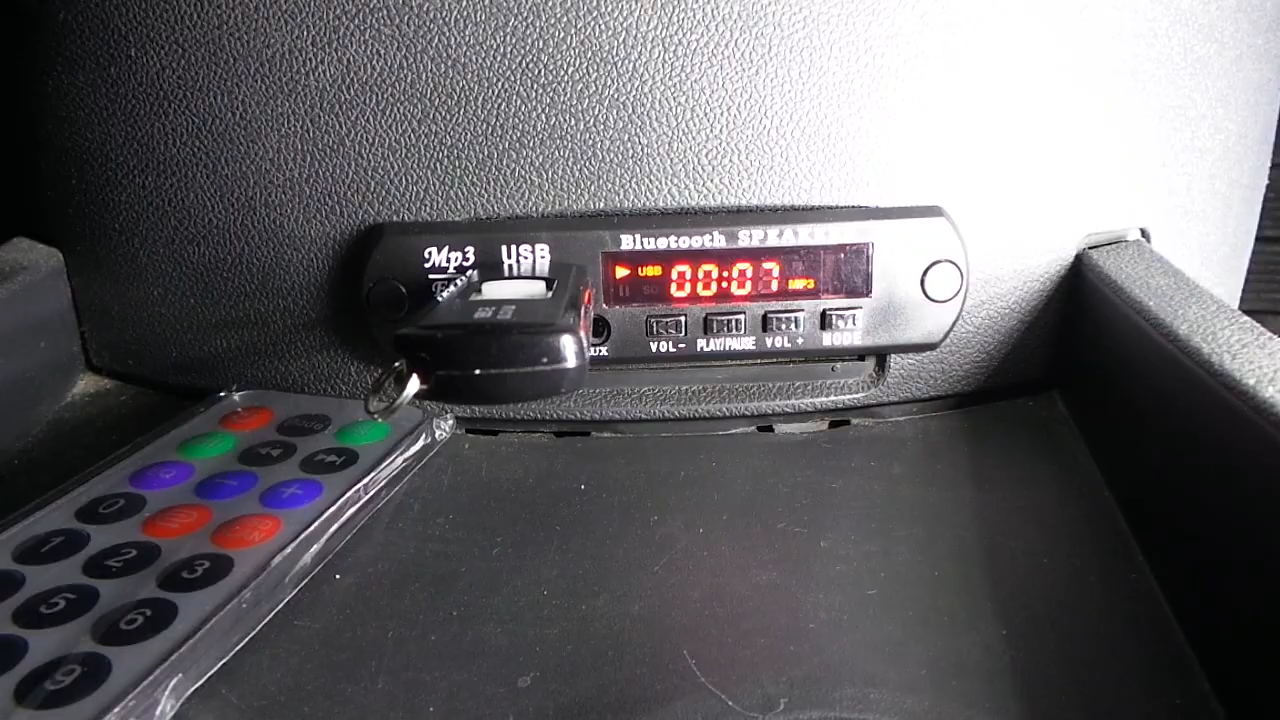 Mp3
USB
Bluetooth
USB 00:07 MP3
VOL- PLAY/PAUSE VOL+ MODE
0
1 2 3
5 6
9